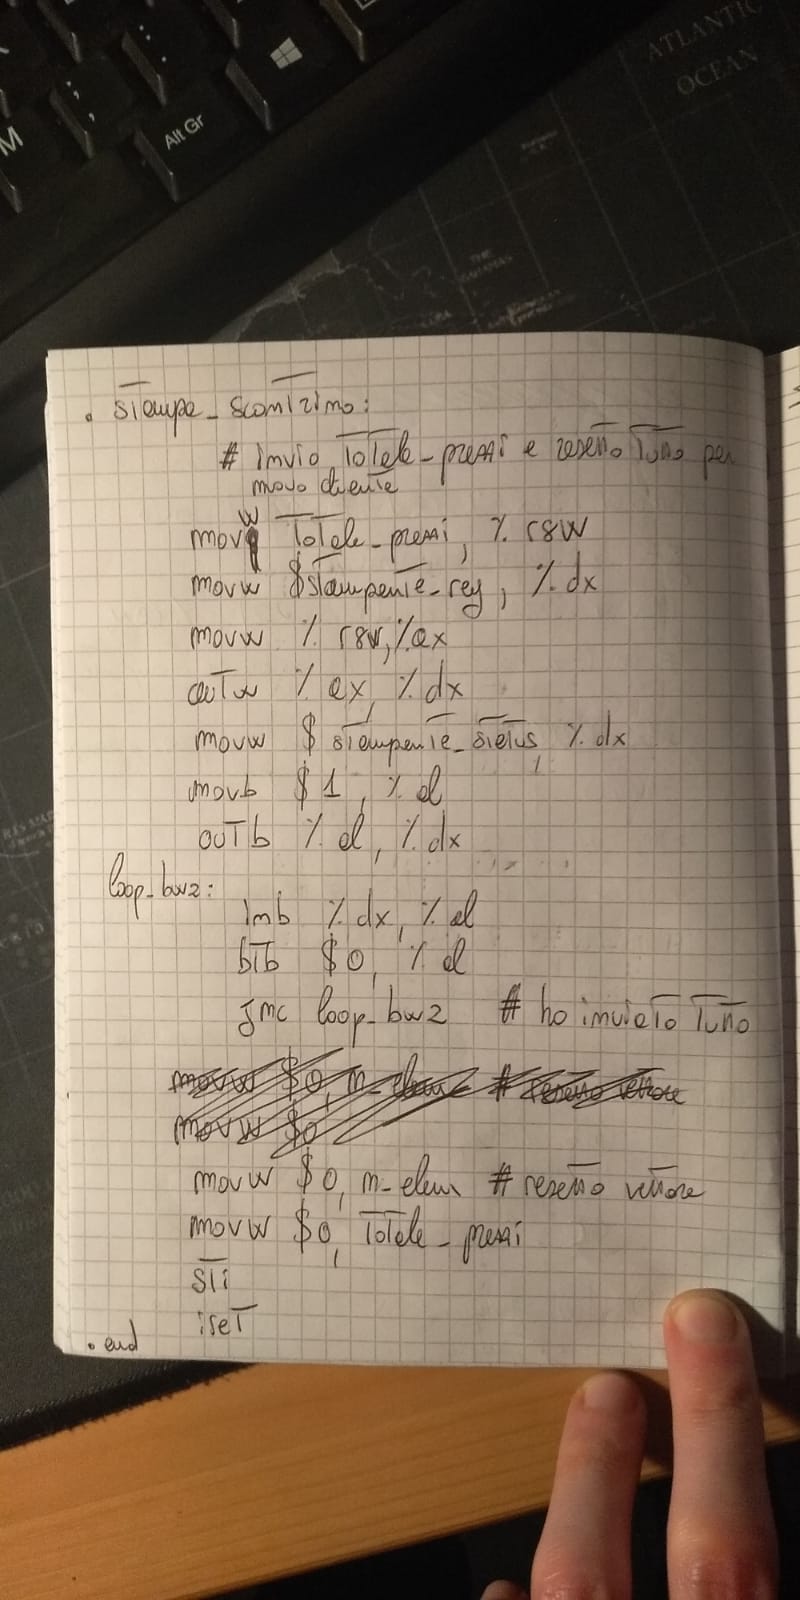 ATLANTIC
OCEAN
M
;
,
:
.
Alt Gr
. stampa_scontrino:
# invio totale_prezzi e resetto tutto per
nuovo cliente
movw totale_prezzi, % r8w
movw $stampante_reg, % dx
movw % r8w, % ax
outw % ax, % dx
movw $ stampante_status, % dx
movb $ 1, % al
outb % al, % dx
loop_bw2:
inb % dx, % al
btb $0, % al
jnc loop_bw2 # ho inviato tutto
movw $0, n_elem # resetto vettore
movw $0
movw $0, n_elem # resetto vettore
movw $0, totale_prezzi
sti
iret
.end